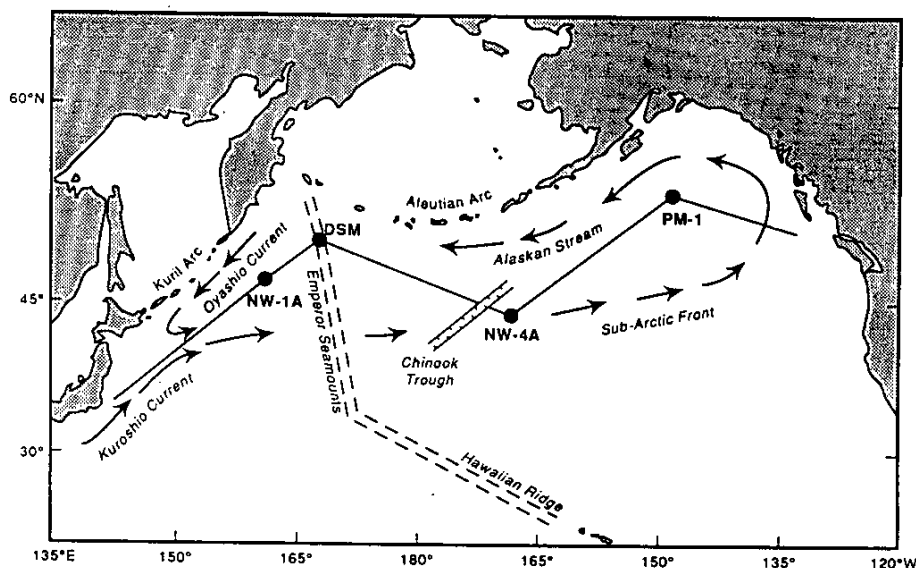 60°N
45°
30°
Aleutian Arc
DSM
PM-1
Alaskan Stream
Kuril Arc
Oyashio Current
NW-1A
Emperor Seamounts
NW-4A
Sub-Arctic Front
Chinook
Trough
Kuroshio Current
Hawaiian Ridge
135°E
150°
165°
180°
165°
150°
135°
120°W